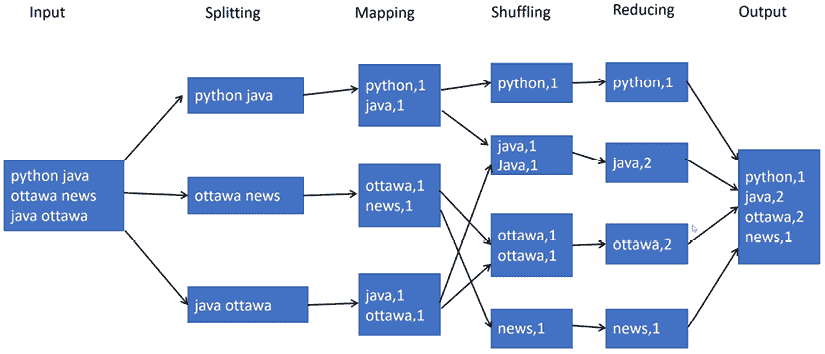 Input
Splitting
Mapping
Shuffling
Reducing
Output
python java
ottawa news
java ottawa
python java
ottawa news
java ottawa
python,1
java,1
ottawa,1
news,1
java,1
ottawa,1
python,1
java,1
Java,1
ottawa,1
ottawa,1
news,1
python,1
java,2
ottawa,2
news,1
python,1
java,2
ottawa,2
news,1